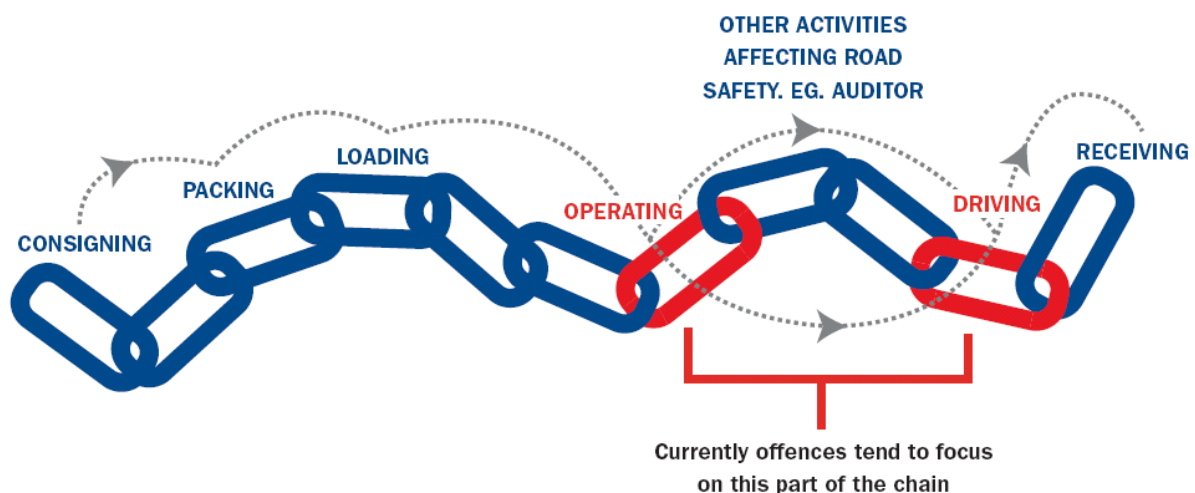 OTHER ACTIVITIES
AFFECTING ROAD
SAFETY. EG. AUDITOR
CONSIGNING
PACKING
LOADING
OPERATING
DRIVING
RECEIVING
Currently offences tend to focus
on this part of the chain